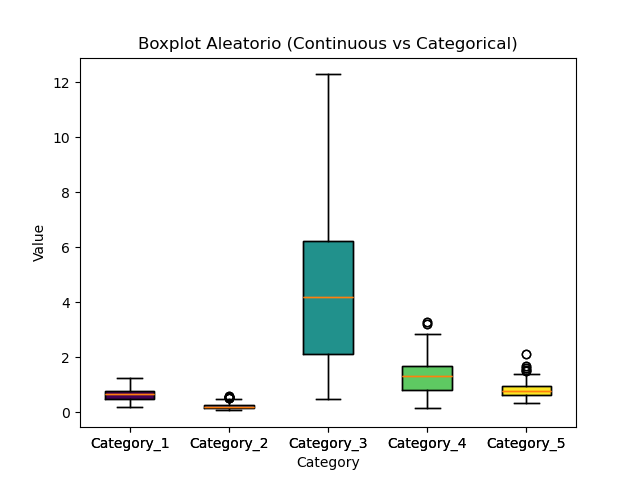 Boxplot Aleatorio (Continuous vs Categorical)
12
10
8
6
4
2
0
Value
Category_1 Category_2 Category_3 Category_4 Category_5
Category